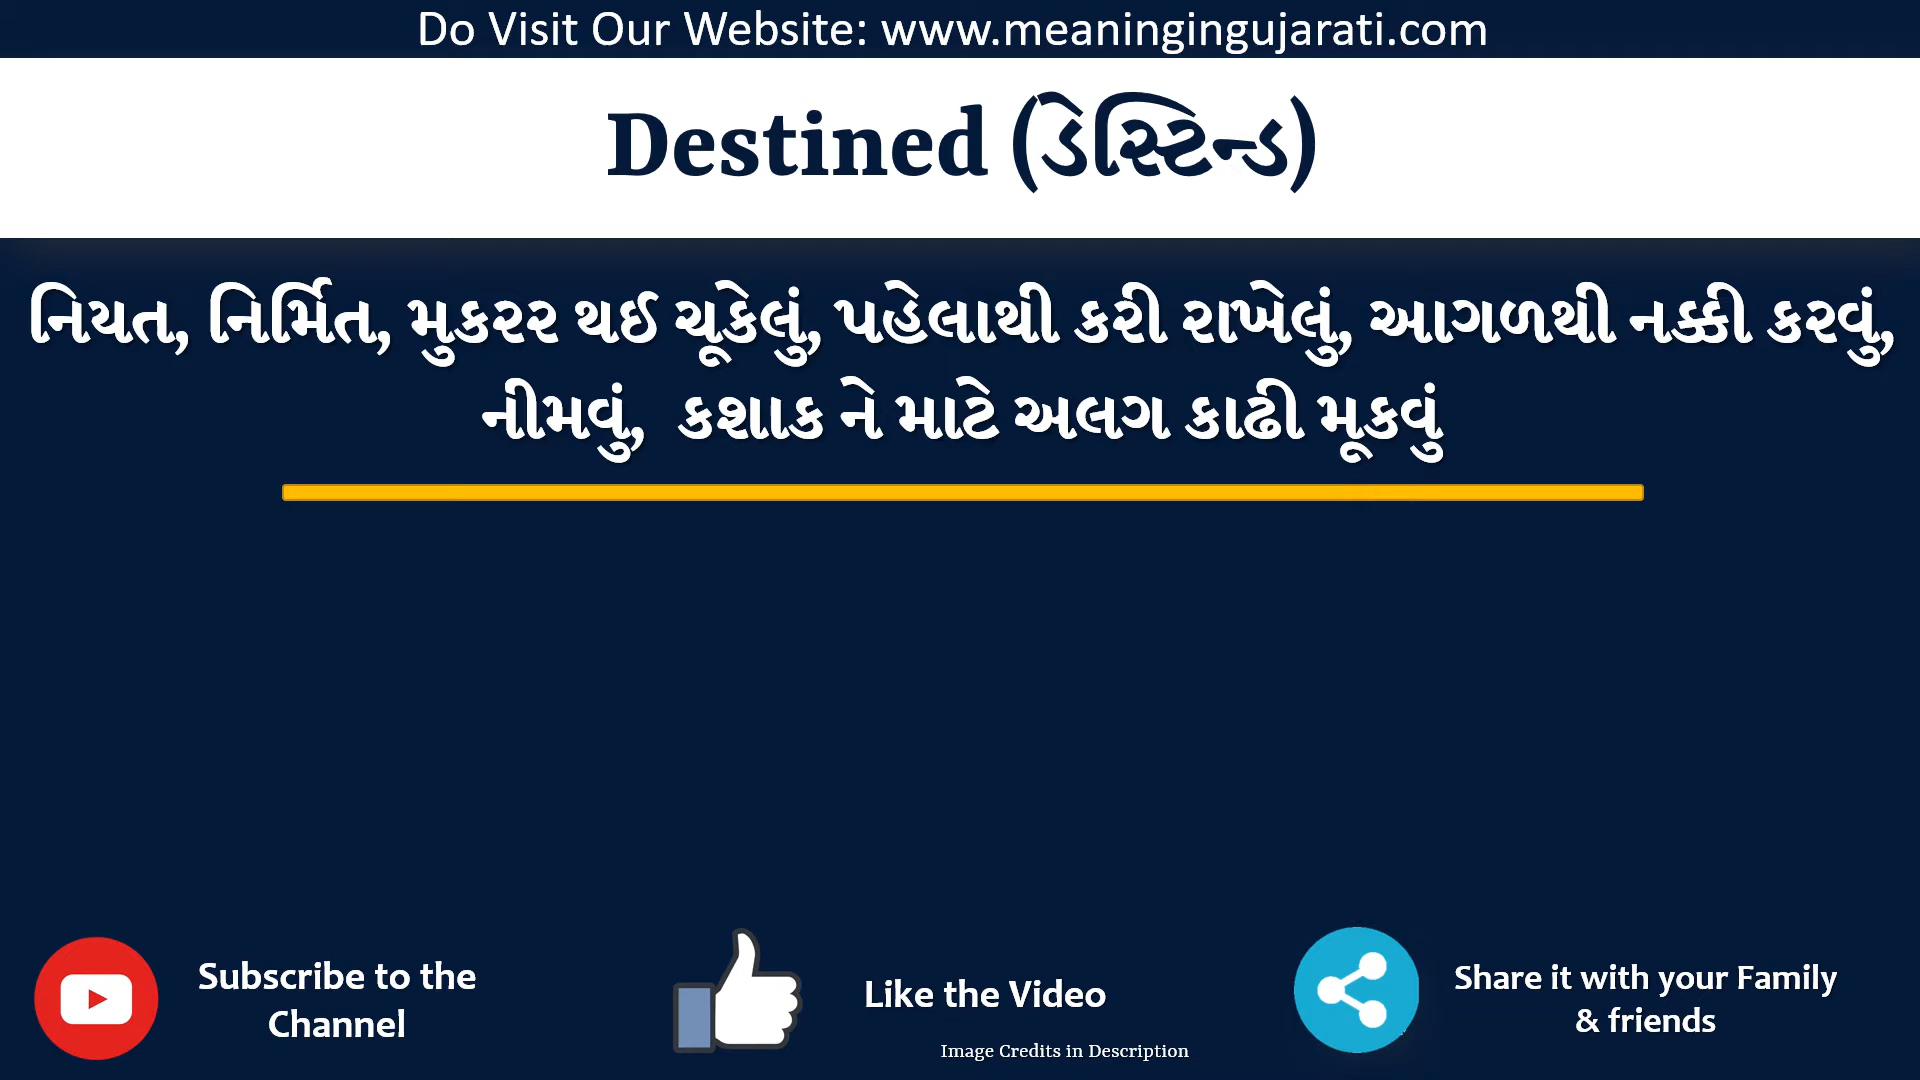 Do Visit Our Website: www.meaningingujarati.com
Destined (ડેસ્ટિન્ડ)
નિયત, નિર્મિત, મુકરર થઈ ચૂકેલું, પહેલાથી કરી રાખેલું, આગળથી નક્કી કરવું,
નીમવું, કશાક ને માટે અલગ કાઢી મૂકવું
Subscribe to the
Channel
Like the Video
Share it with your Family
& friends
Image Credits in Description